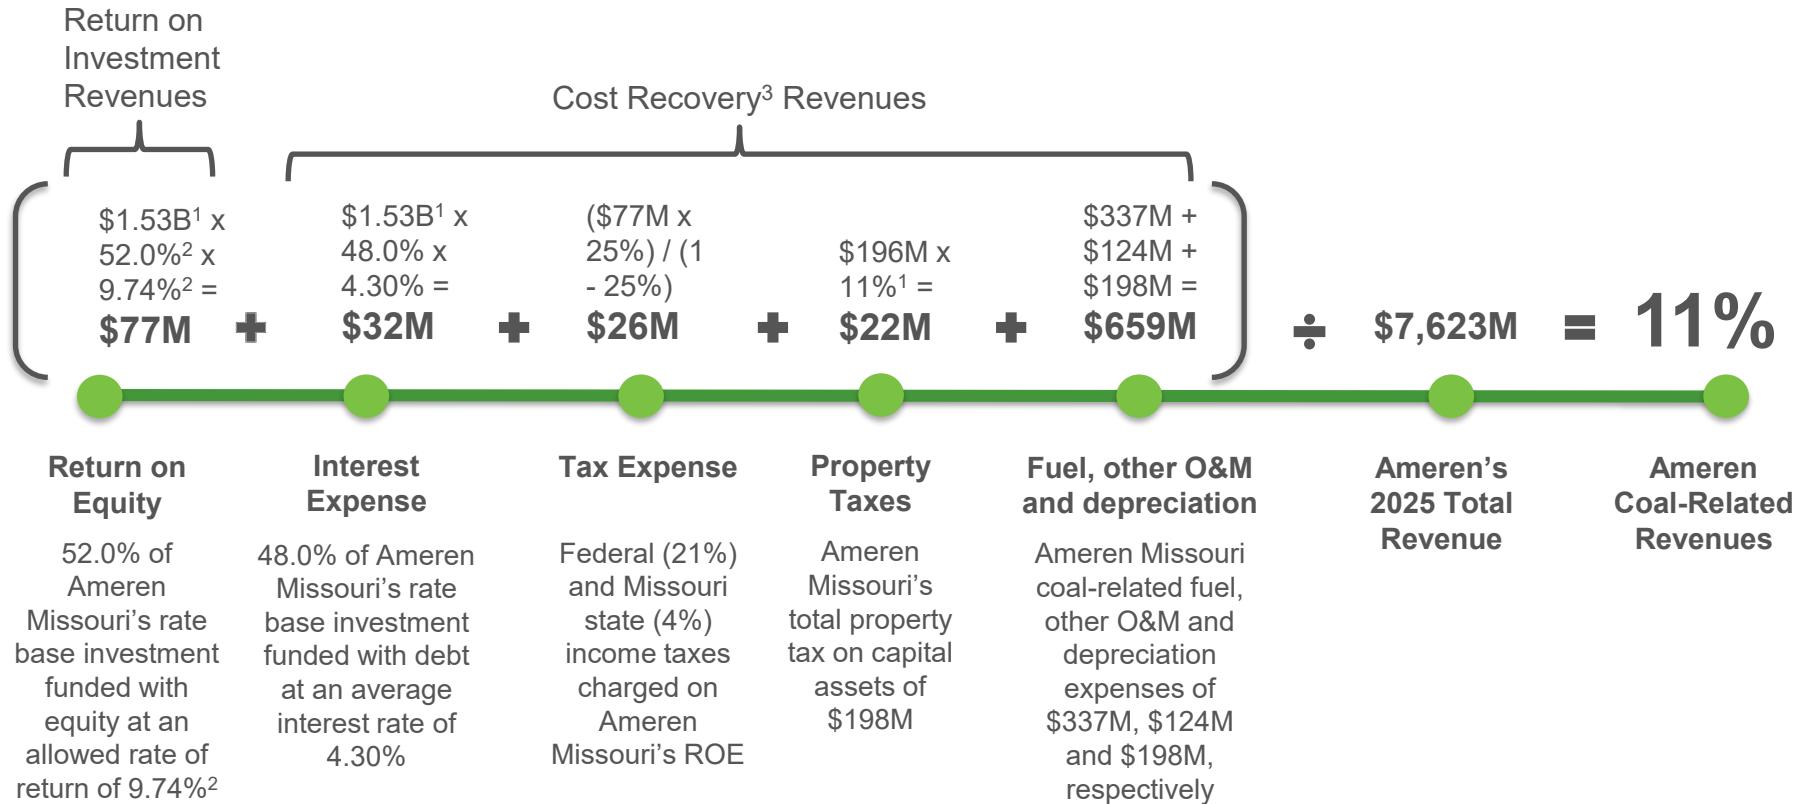 Return on
Investment
Revenues
Cost Recovery³ Revenues
$1.53B¹ x
52.0%² x
9.74%² =
$77M
+
$1.53B¹ x
48.0% x
4.30% =
$32M
+
($77M x
25%) / (1
- 25%)
$26M
+
$196M x
11%¹ =
$22M
+
$337M +
$124M +
$198M =
$659M
÷
$7,623M
=
11%
Return on
Equity
52.0% of
Ameren
Missouri’s rate
base investment
funded with
equity at an
allowed rate of
return of 9.74%²
Interest
Expense
48.0% of Ameren
Missouri’s rate
base investment
funded with debt
at an average
interest rate of
4.30%
Tax Expense
Federal (21%)
and Missouri
state (4%)
income taxes
charged on
Ameren
Missouri’s ROE
Property
Taxes
Ameren
Missouri’s
total property
tax on capital
assets of
$198M
Fuel, other O&M
and depreciation
Ameren Missouri
coal-related fuel,
other O&M and
depreciation
expenses of
$337M, $124M
and $198M,
respectively
Ameren’s
2025 Total
Revenue
Ameren
Coal-Related
Revenues